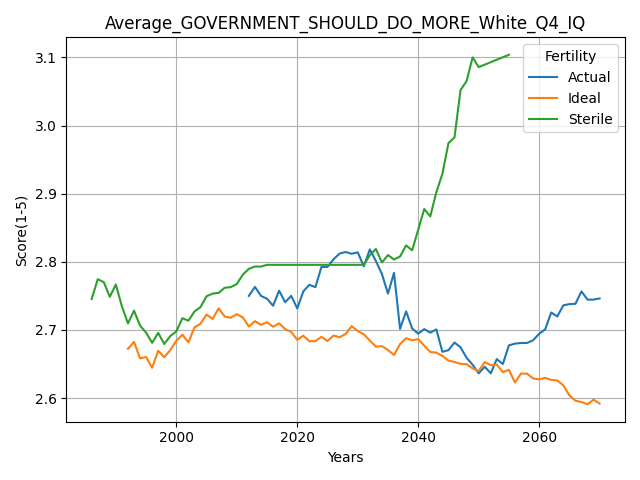 Average_GOVERNMENT_SHOULD_DO_MORE_White_Q4_IQ
Fertility
Actual
Ideal
Sterile
Score(1-5)
3.1
3.0
2.9
2.8
2.7
2.6
2000
2020
2040
2060
Years